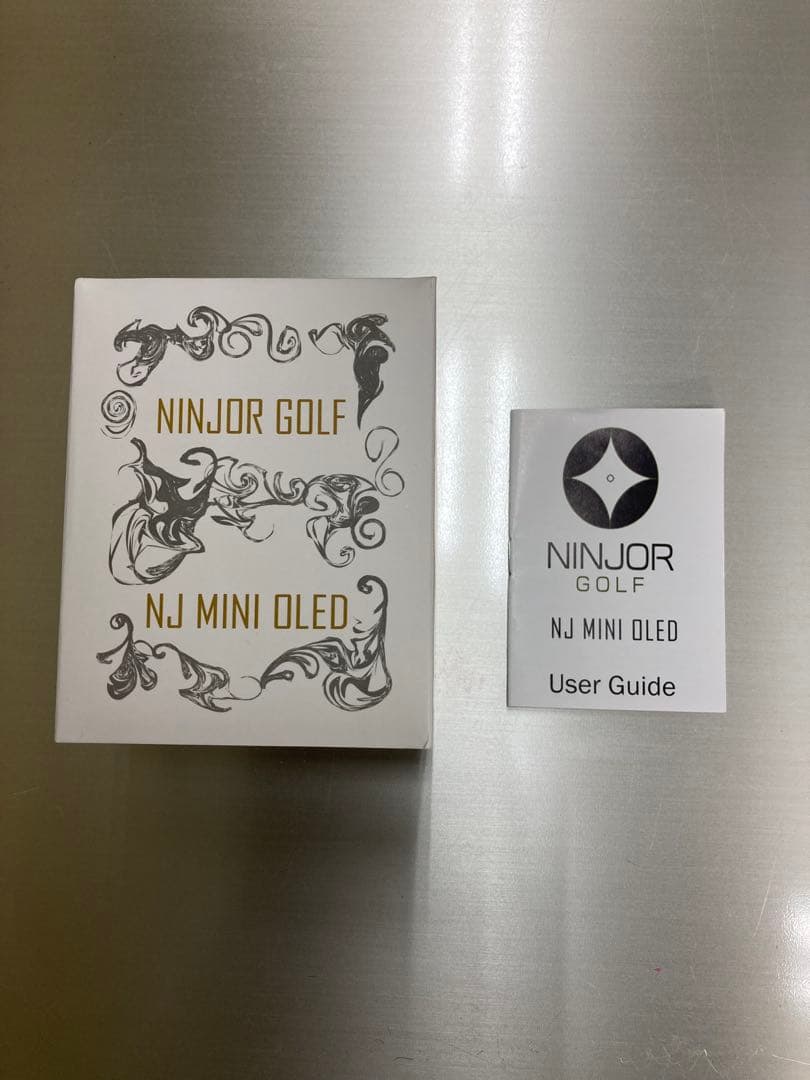 NINJOR GOLF
NJ MINI OLED
NINJOR
GOLF
NJ MINI OLED
User Guide